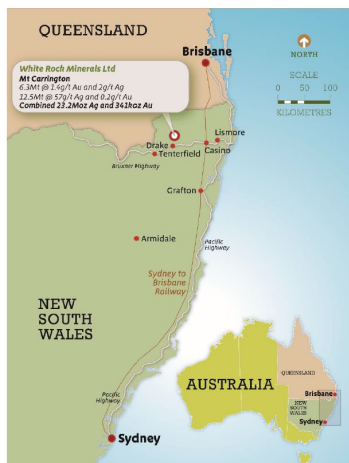 QUEENSLAND
Brisbane
NORTH
White Rock Minerals Ltd
Mt Carrington
6.3Mt @ 1.4g/t Au and 2g/t Ag
12.5Mt @ 57g/t Ag and 0.2g/t Au
Combined 23.2Moz Ag and 341koz Au
SCALE
0 50 100
KILOMETRES
Lismore
Drake
Casino
Tenterfield
Bruxner Highway
Grafton
Armidale
Pacific
Highway
Sydney to
Brisbane
Railway
NEW
SOUTH
WALES
Pacific
Highway
Sydney
AUSTRALIA
QUEENSLAND
Brisbane
NEW
SOUTH
WALES
Sydney